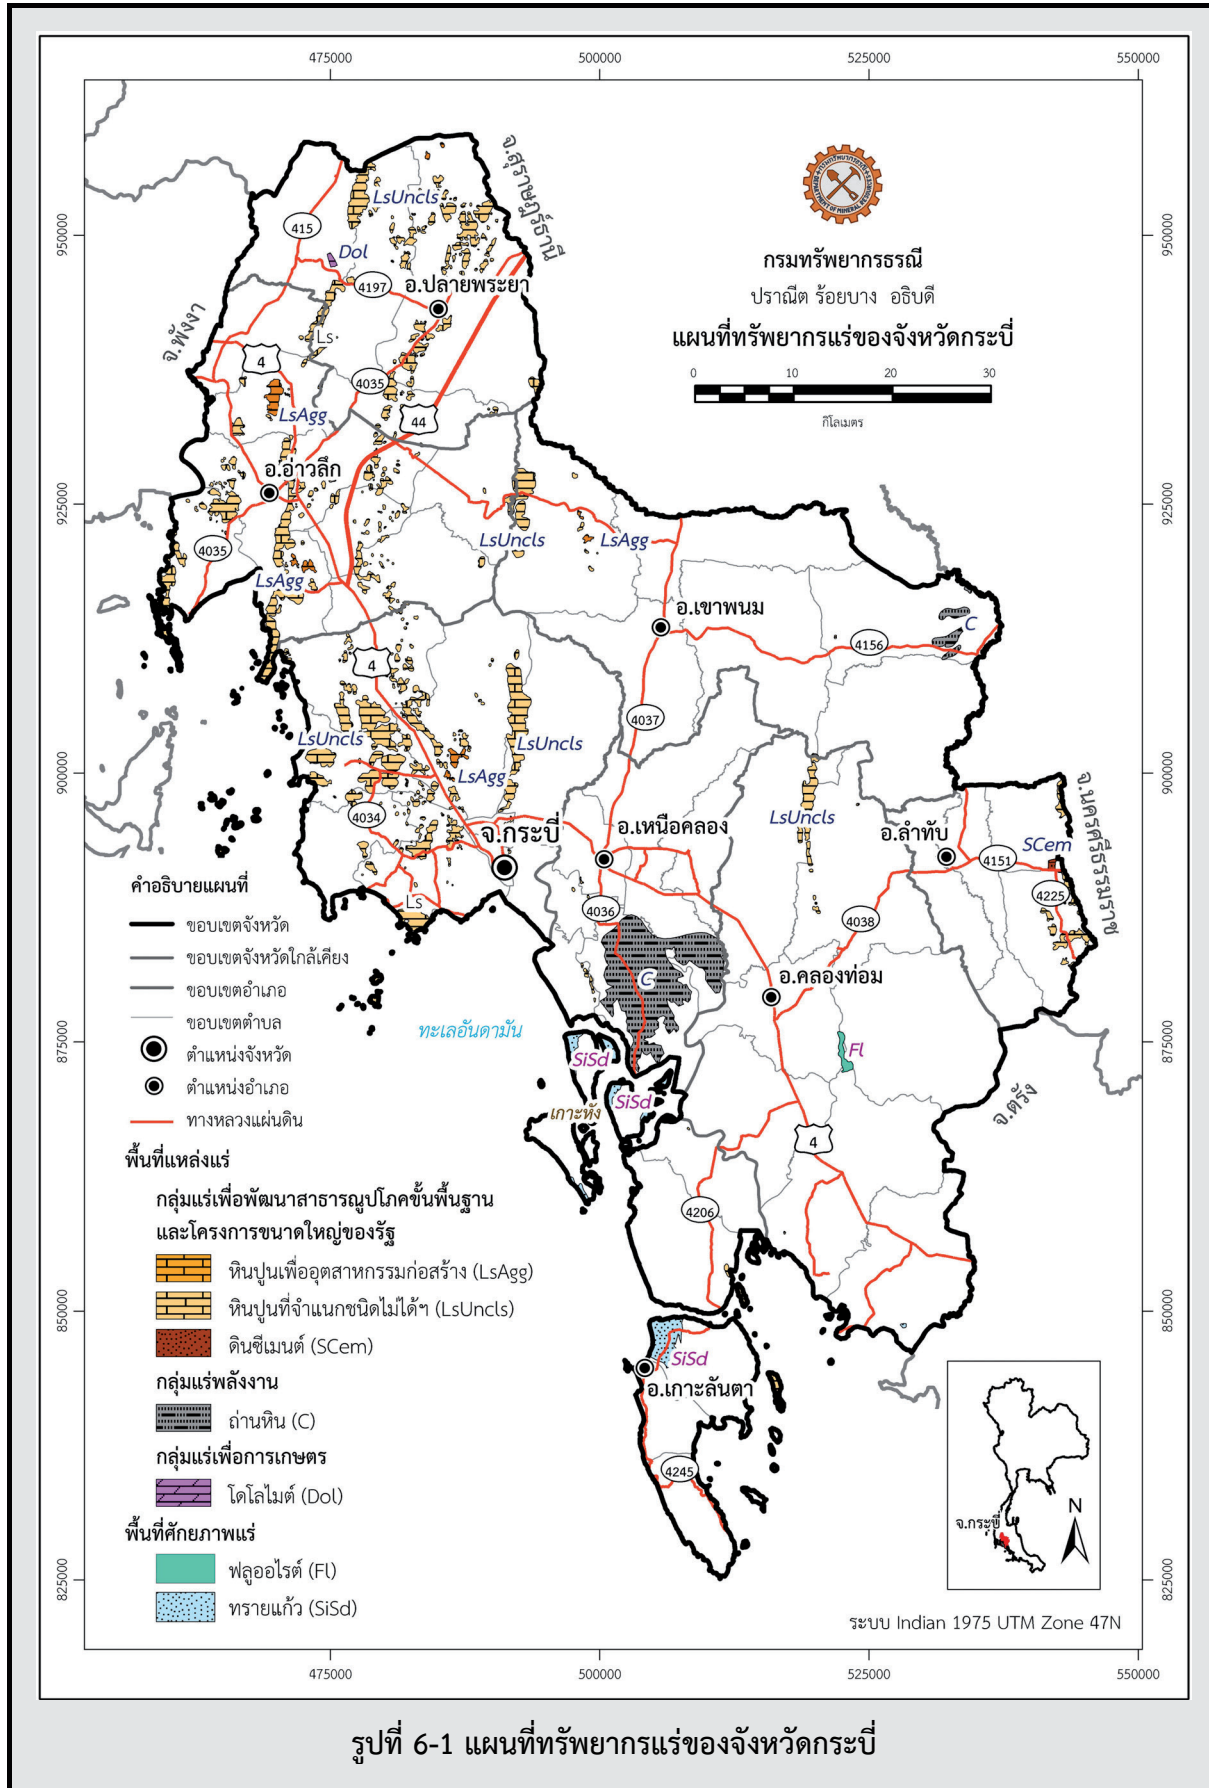 475000
500000
525000
550000
950000
950000
925000
925000
900000
900000
875000
875000
850000
850000
825000
825000
DEPARTMENT OF MINERAL RESOURCES
กรมทรัพยากรธรณี
ปราณีต ร้อยบาง อธิบดี
แผนที่ทรัพยากรแร่ของจังหวัดกระบี่
0 10 20 30
กิโลเมตร
จ.สุราษฎร์ธานี
LsUncls
415
Dol
4197
อ.ปลายพระยา
จ.พังงา
Ls
4
4035
LsAgg
44
อ.อ่าวลึก
4035
LsUncls
LsAgg
LsAgg
อ.เขาพนม
C
4156
4
4037
LsUncls
LsUncls
LsAgg
4034
จ.กระบี่
อ.เหนือคลอง
LsUncls
อ.ลำทับ
SCem
4151
4225
จ.นครศรีธรรมราช
Ls
4036
4038
C
อ.คลองท่อม
ทะเลอันดามัน
SiSd
Fl
SiSd
เกาะหัง
จ.ตรัง
4
4206
SiSd
อ.เกาะลันตา
4245
คำอธิบายแผนที่
ขอบเขตจังหวัด
ขอบเขตจังหวัดใกล้เคียง
ขอบเขตอำเภอ
ขอบเขตตำบล
ตำแหน่งจังหวัด
ตำแหน่งอำเภอ
ทางหลวงแผ่นดิน
พื้นที่แหล่งแร่
กลุ่มแร่เพื่อพัฒนาสาธารณูปโภคขั้นพื้นฐาน
และโครงการขนาดใหญ่ของรัฐ
หินปูนเพื่ออุตสาหกรรมก่อสร้าง (LsAgg)
หินปูนที่จำแนกชนิดไม่ได้ฯ (LsUncls)
ดินซีเมนต์ (SCem)
กลุ่มแร่พลังงาน
ถ่านหิน (C)
กลุ่มแร่เพื่อการเกษตร
โดโลไมต์ (Dol)
พื้นที่ศักยภาพแร่
ฟลูออไรต์ (Fl)
ทรายแก้ว (SiSd)
จ.กระบี่
N
ระบบ Indian 1975 UTM Zone 47N
475000
500000
525000
550000
รูปที่ 6-1 แผนที่ทรัพยากรแร่ของจังหวัดกระบี่